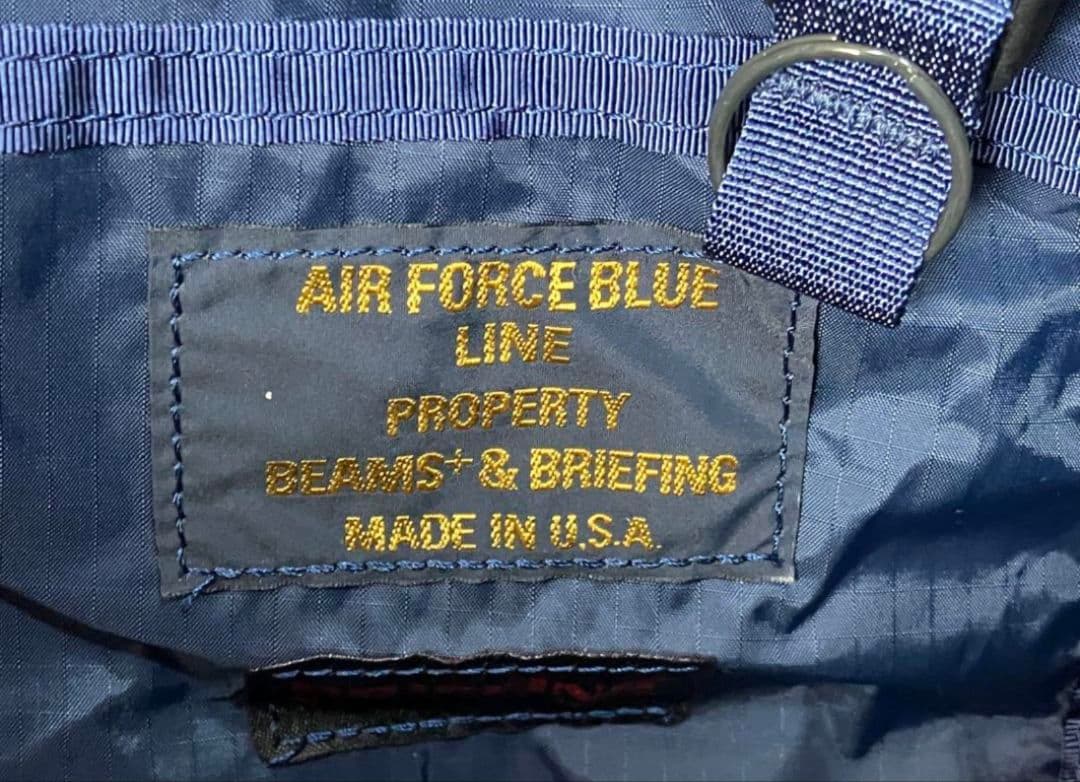 AIR FORCE BLUE
LINE
PROPERTY
BEAMS+ & BRIEFING
MADE IN U.S.A.